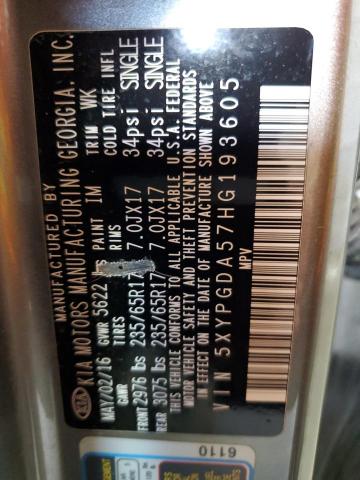 MANUFACTURED BY
KIA KIA MOTORS MANUFACTURING GEORGIA. INC.
MAY/02/16 GVWR 5622 PAINT IM TRIM WK
GAWR TIRES RIMS COLD TIRE INFL
FRONT 2976 lbs 235/65R17 7.0JX17 34psi SINGLE
REAR 3075 lbs 235/65R17 7.0JX17 34psi SINGLE
THIS VEHICLE CONFORMS TO ALL APPLICABLE U.S.A. FEDERAL
MOTOR VEHICLE SAFETY AND THEFT PREVENTION STANDARDS
IN EFFECT ON THE DATE OF MANUFACTURE SHOWN ABOVE
VIN 5XYPGDA57HG193605
MPV
6110